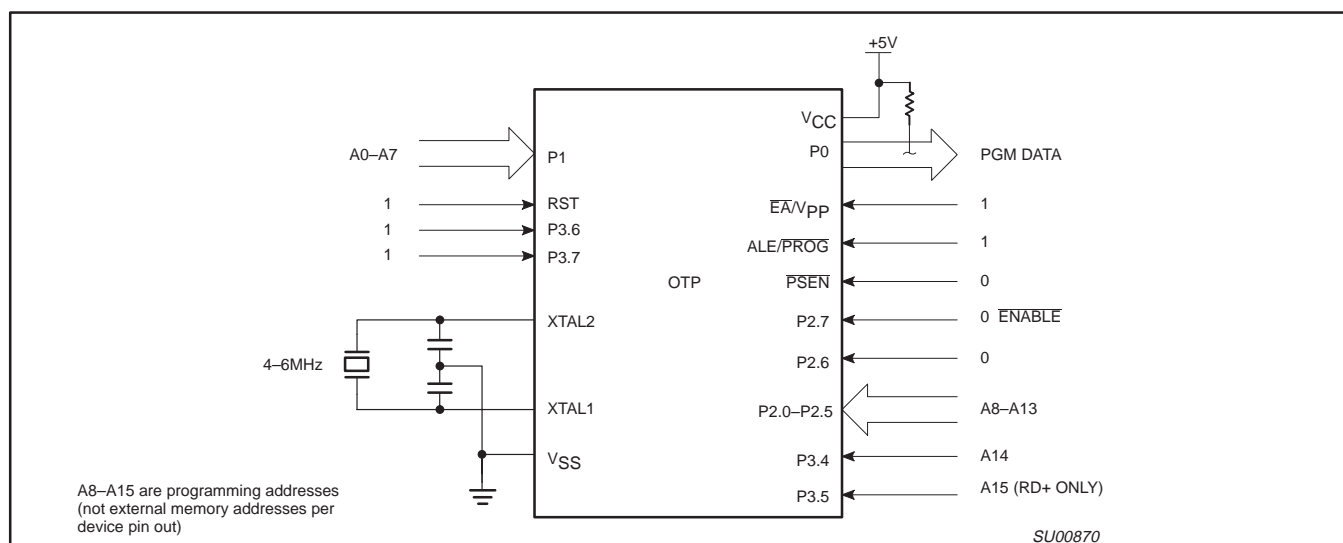 +5V
VCC
A0–A7
P1
P0
PGM DATA
1
RST
EA/VPP
1
1
P3.6
1
P3.7
ALE/PROG
1
OTP
PSEN
0
XTAL2
P2.7
0 ENABLE
4–6MHz
P2.6
0
XTAL1
P2.0–P2.5
A8–A13
VSS
P3.4
A14
P3.5
A15 (RD+ ONLY)
A8–A15 are programming addresses
(not external memory addresses per
device pin out)
SU00870